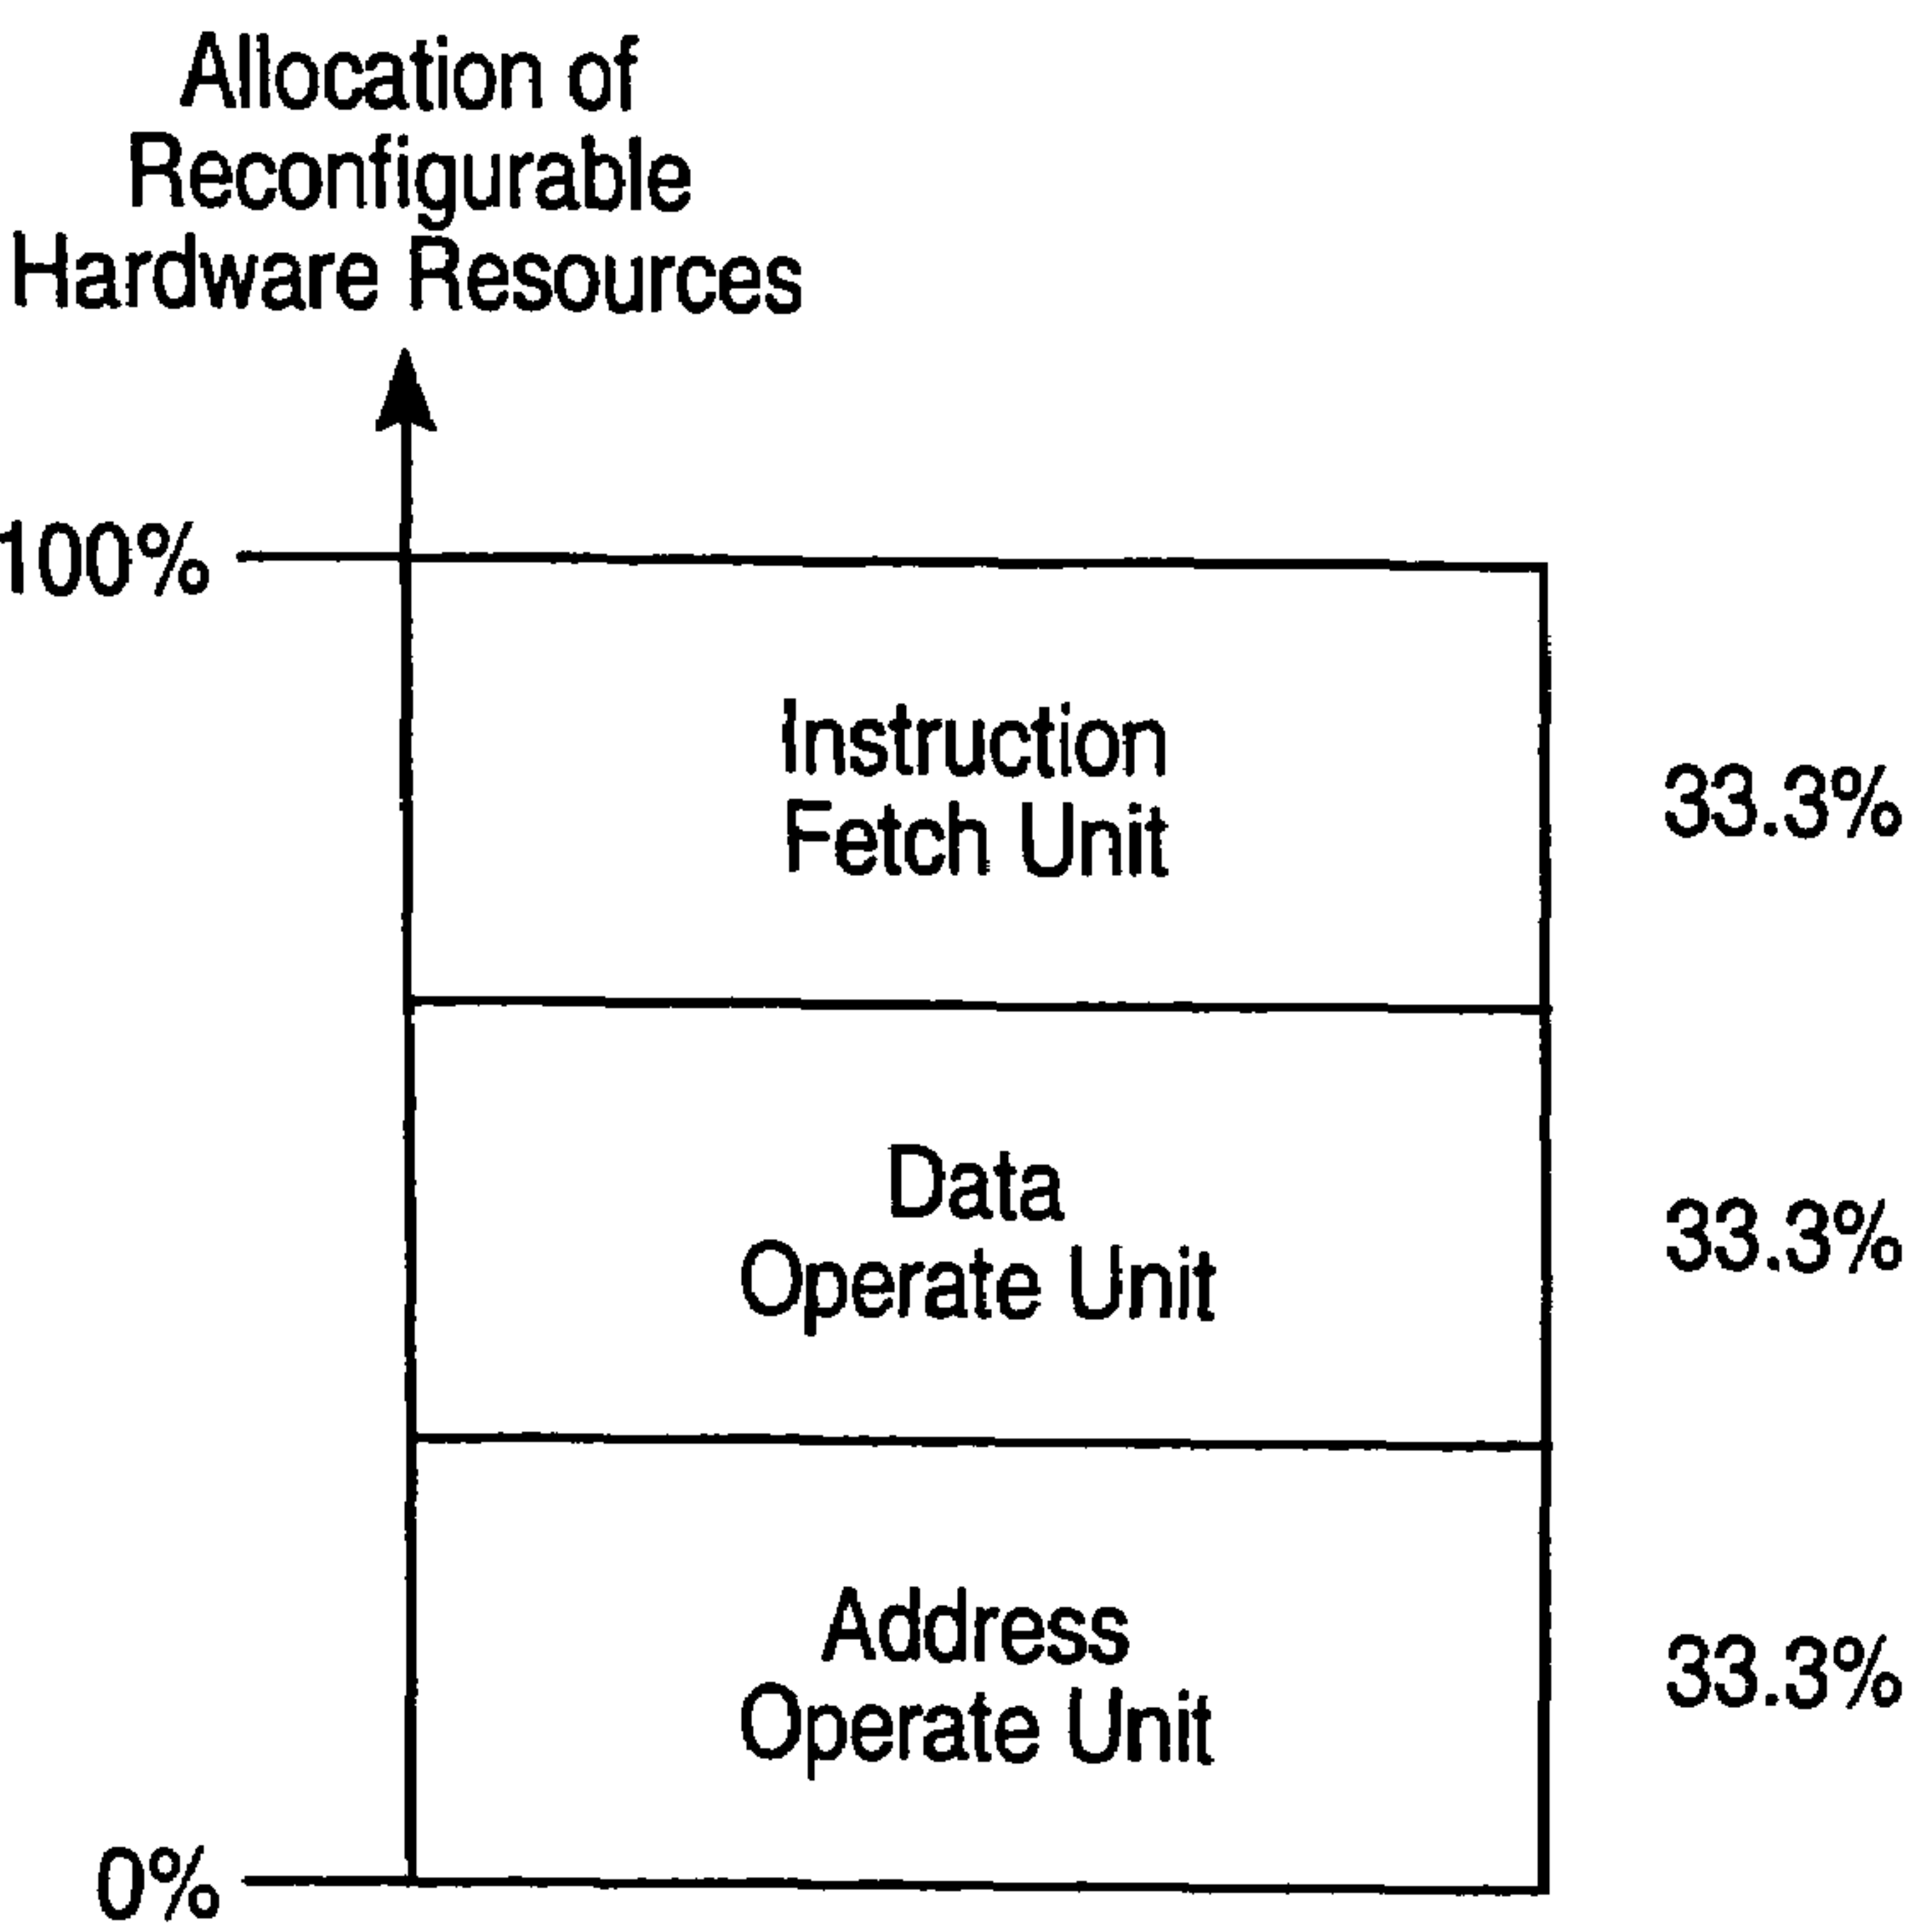 Allocation of
Reconfigurable
Hardware Resources
100%
Instruction
Fetch Unit
33.3%
Data
Operate Unit
33.3%
Address
Operate Unit
33.3%
0%